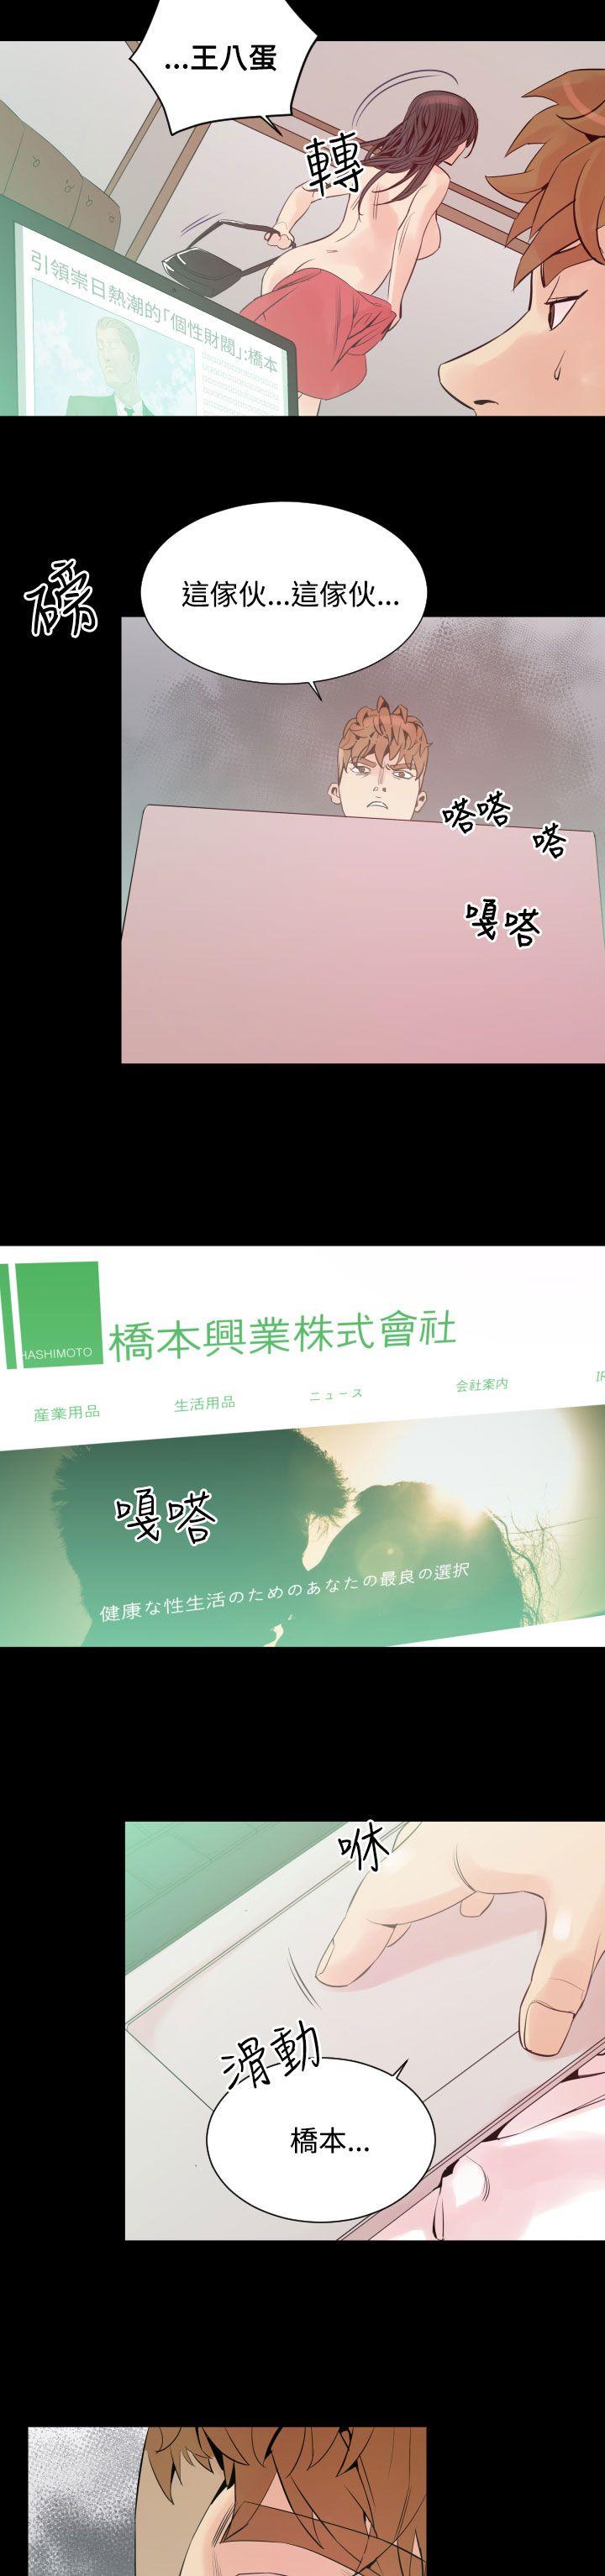 ...王八蛋
轉
引領崇日熱潮的「個性財閥」:橋本
磅
這傢伙...這傢伙...
嗒嗒
嗒
嘎嗒
HASHIMOTO
橋本興業株式會社
産業用品
生活用品
ニュース
会社案内
IR
嘎嗒
健康な性生活のためのあなたの最良の選択
咻
滑動
橋本...